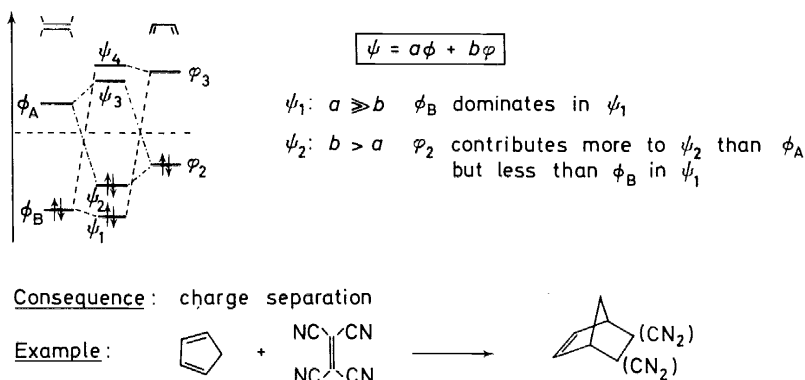 ψ4
φ3
ψ3
ϕA
φ2
ψ2
ϕB
ψ1
ψ = aϕ + bφ
ψ1: a ⪢ b ϕB dominates in ψ1
ψ2: b > a φ2 contributes more to ψ2 than ϕA
but less than ϕB in ψ1
Consequence: charge separation
Example:
+
NC CN
NC CN
(CN2)
(CN2)